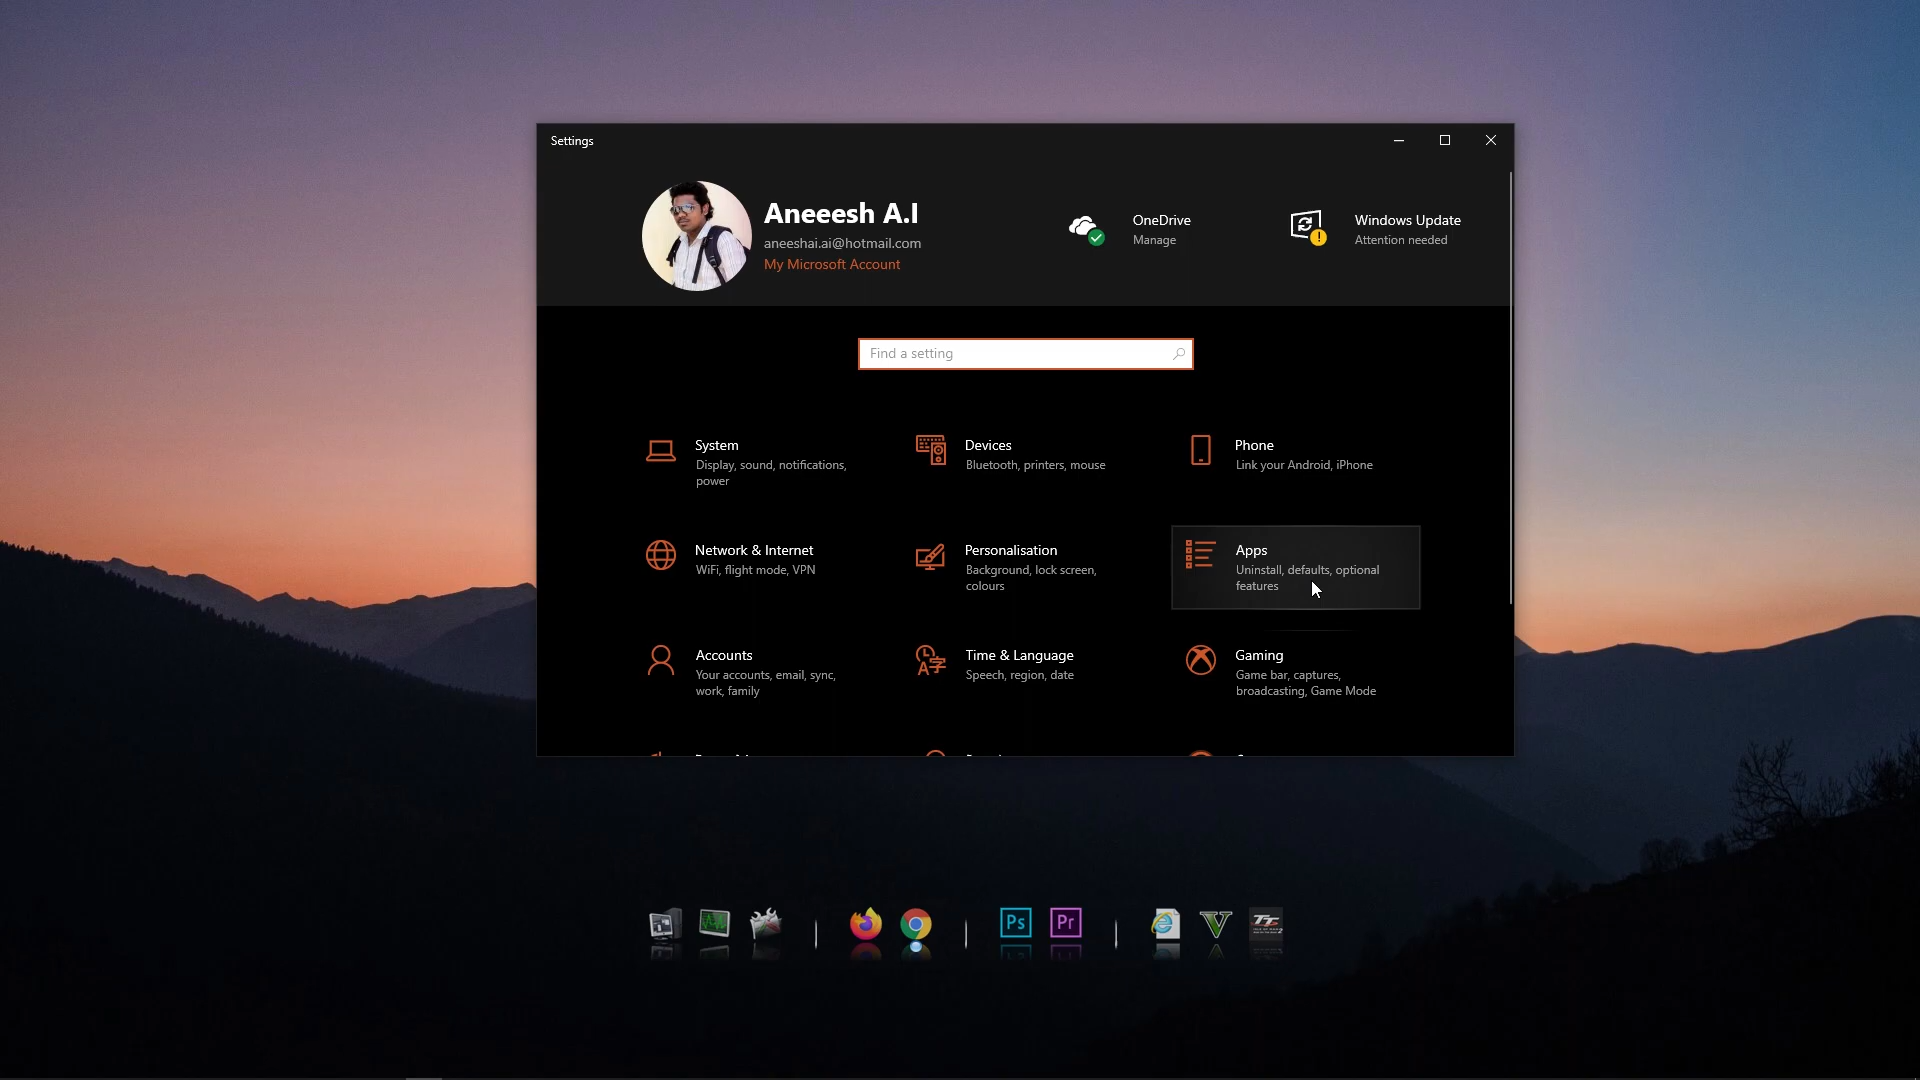 Settings
Aneeesh A.I
aneeshai.ai@hotmail.com
My Microsoft Account
OneDrive
Manage
Windows Update
Attention needed
Find a setting
System
Display, sound, notifications,
power
Devices
Bluetooth, printers, mouse
Phone
Link your Android, iPhone
Network & Internet
WiFi, flight mode, VPN
Personalisation
Background, lock screen,
colours
Apps
Uninstall, defaults, optional
features
Accounts
Your accounts, email, sync,
work, family
Time & Language
Speech, region, date
Gaming
Game bar, captures,
broadcasting, Game Mode
Ps
Pr
V
TT